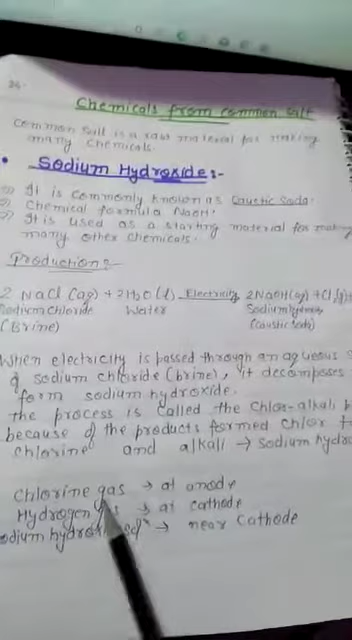 Chemicals from common salt
Common salt is a raw material for making
many chemicals.
• Sodium Hydroxide:-
It is commonly known as Caustic Soda.
Chemical formula NaOH.
It is used as a starting material for making
many other chemicals.
Production:-
2 NaCl (aq) + 2H2O (l) Electricity 2NaOH(aq) + Cl2(g)+
Sodium chloride Water Sodium hydroxide
(Brine) (caustic soda)
When electricity is passed through an aqueous
of sodium chloride (brine), it decomposes
form sodium hydroxide.
the process is called the chlor-alkali
because of the products formed chlor
chlorine and alkali → sodium hydro
Chlorine gas → at anode
Hydrogen → at cathode
→ near cathode